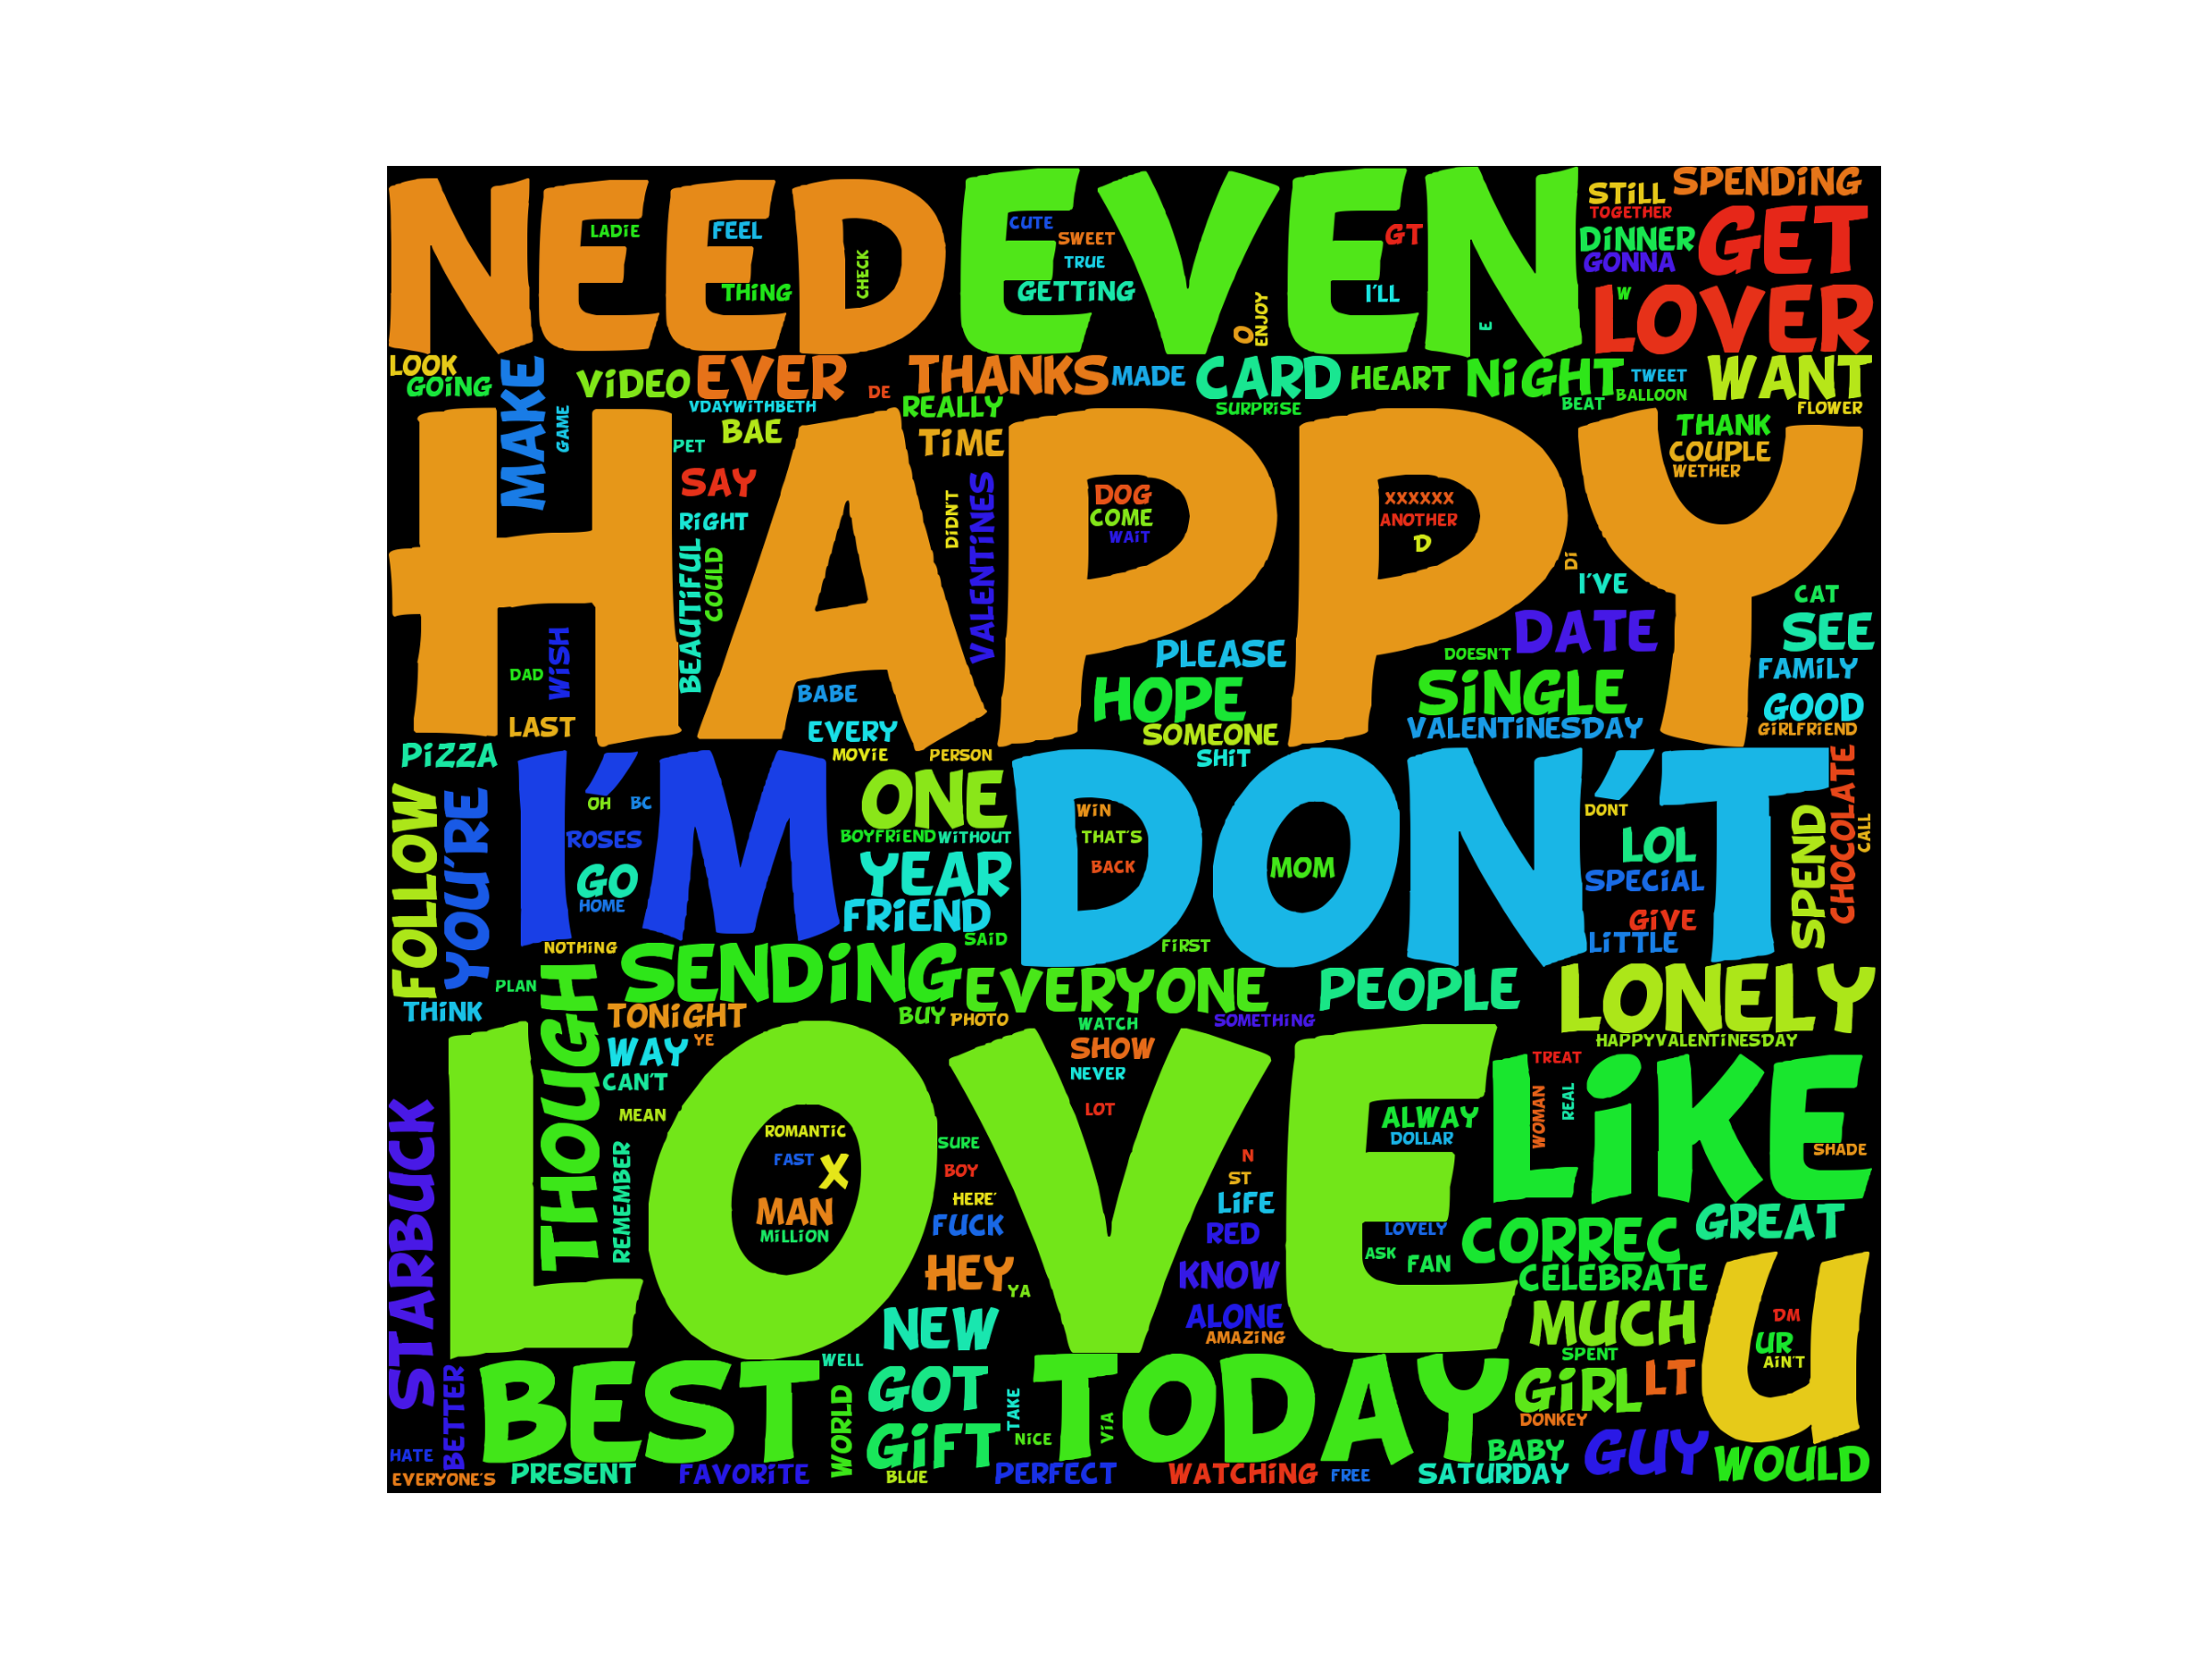 NEED
EVEN
STiLL
SPENDiNG
TOGETHER
GET
DiNNER
GONNA
W
LOVER
LADiE
FEEL
THiNG
CHECK
CUTE
SWEET
TRUE
GETTiNG
O
ENJOY
GT
I'LL
E
LOOK
GOiNG
MAKE
GAME
ViDEO
EVER
DE
THANKS
MADE
CARD
HEART
NiGHT
TWEET
BALLOON
BEAT
WANT
FLOWER
VDAYWiTHBETH
REALLY
SURPRiSE
HAPPY
PET
BAE
SAY
RiGHT
BEAUTiFUL
COULD
TiME
DiDN'T
VALENTiNES
DOG
COME
WAiT
XXXXXX
ANOTHER
D
Di
THANK
COUPLE
WETHER
I'VE
DATE
CAT
SEE
FAMiLY
GOOD
GiRLFRiEND
DAD
WiSH
LAST
BABE
EVERY
PLEASE
HOPE
SOMEONE
SHiT
DOESN'T
SiNGLE
VALENTiNESDAY
PiZZA
MOViE
PERSON
I'M
DON'T
FOLLOW
YOU'RE
OH
BC
ROSES
GO
HOME
ONE
BOYFRiEND
WiTHOUT
YEAR
FRiEND
SAiD
WiN
THAT'S
BACK
MOM
DONT
LOL
SPECiAL
GiVE
LiTTLE
SPEND
CHOCOLATE
CALL
NOTHiNG
PLAN
THiNK
SENDiNG
EVERYONE
FiRST
PEOPLE
LONELY
THOUGH
TONiGHT
YE
WAY
CAN'T
MEAN
REMEMBER
BUY
PHOTO
WATCH
SOMETHiNG
HAPPYVALENTiNESDAY
LOVE
SHOW
NEVER
LOT
TREAT
LiKE
WOMAN
REAL
SHADE
STARBUCK
ROMANTiC
FAST
X
MAN
MiLLiON
SURE
BOY
HERE'
FUCK
HEY
YA
NEW
N
ST
LiFE
RED
KNOW
ALONE
AMAZiNG
ALWAY
DOLLAR
LOVELY
ASK
FAN
CORREC
GREAT
CELEBRATE
MUCH
SPENT
U
DM
UR
AiN'T
BETTER
BEST
WELL
WORLD
GOT
GiFT
BLUE
TAKE
NiCE
ViA
TODAY
GiRL
LT
DONKEY
BABY
GUY
WOULD
HATE
EVERYONE'S
PRESENT
FAVORiTE
PERFECT
WATCHiNG
FREE
SATURDAY